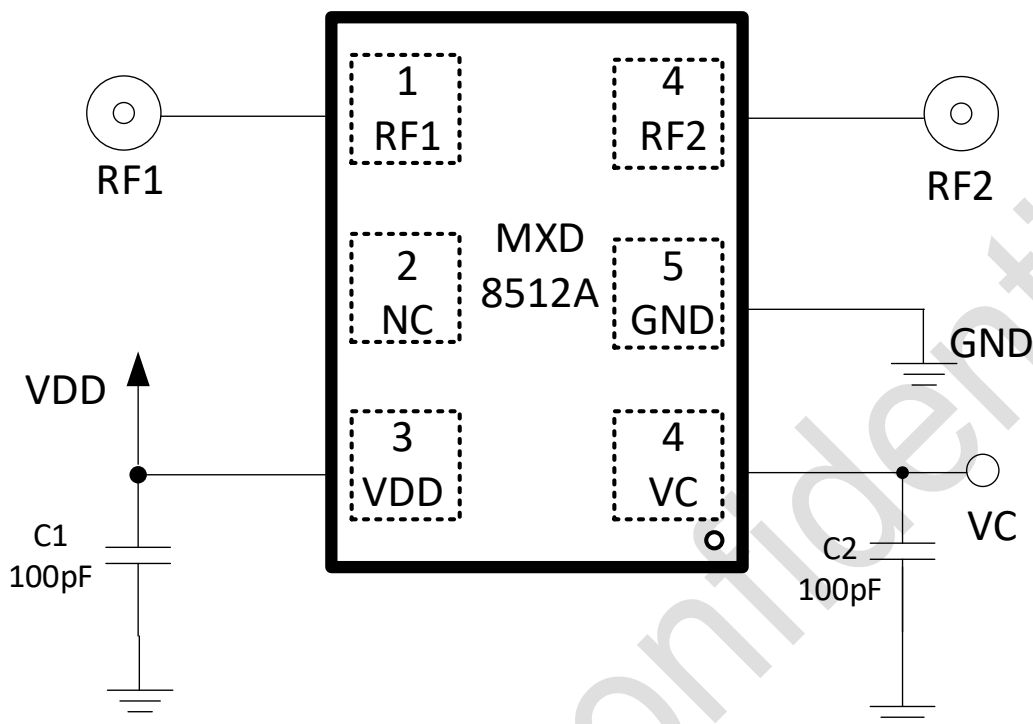 1
RF1
4
RF2
RF1
RF2
MXD
8512A
2
NC
5
GND
GND
VDD
3
VDD
4
VC
VC
C1
100pF
C2
100pF
onfidenti